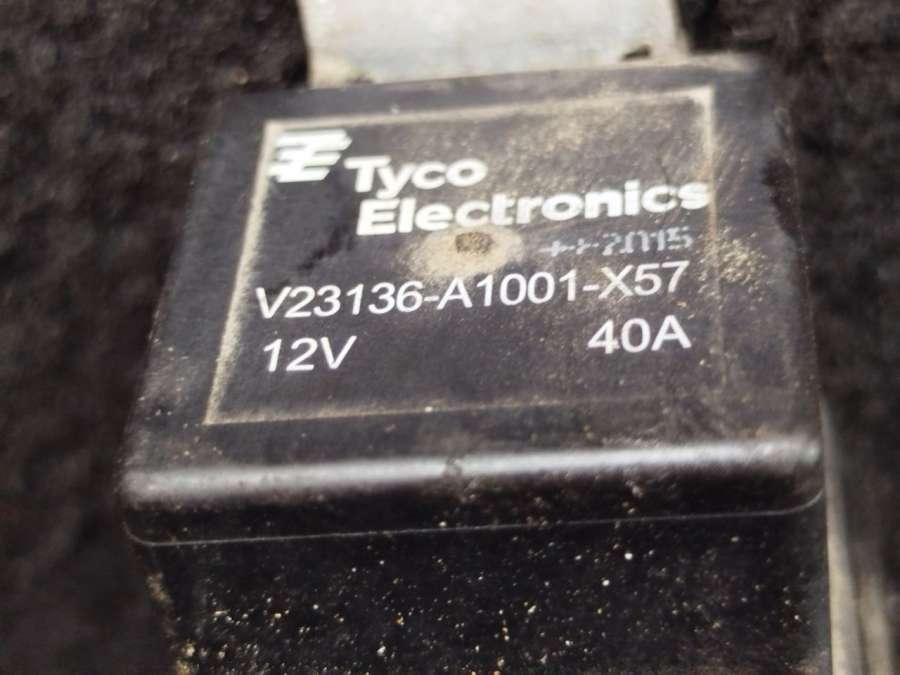 Tyco
Electronics
V23136-A1001-X57
12V 40A